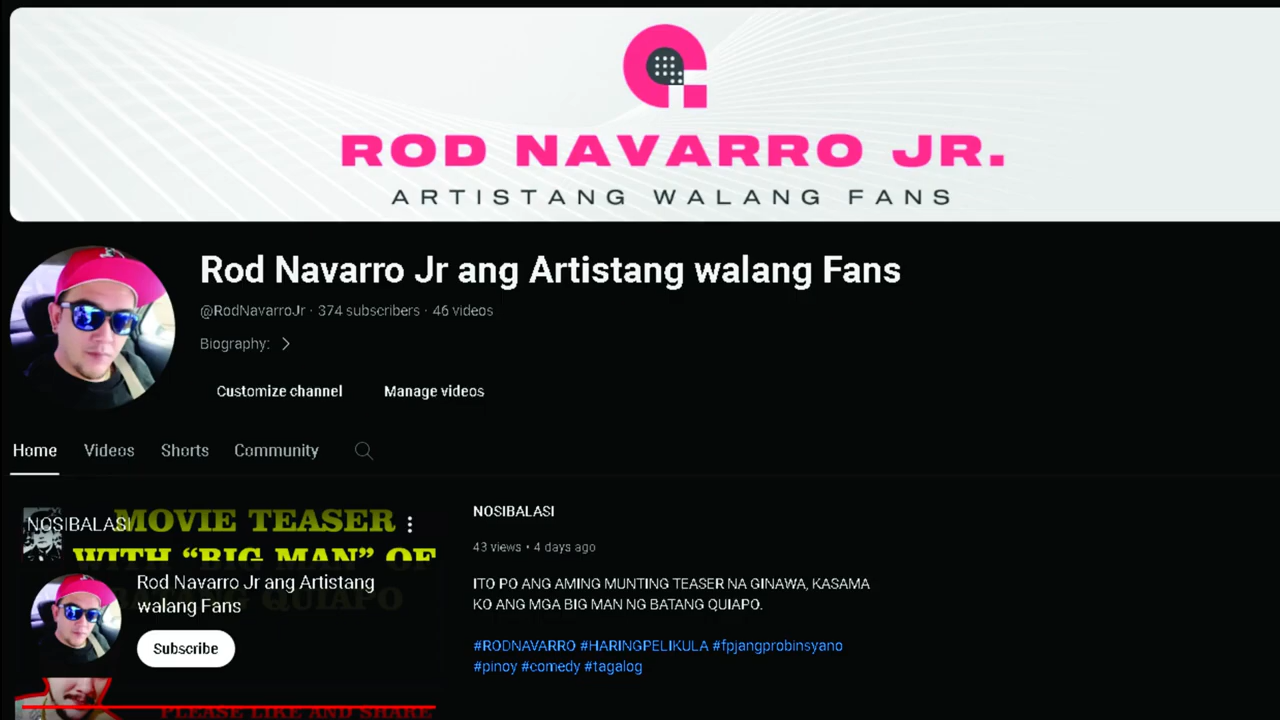 ROD NAVARRO JR.
ARTISTANG WALANG FANS
Rod Navarro Jr ang Artistang walang Fans
@RodNavarroJr · 374 subscribers · 46 videos
Biography:
Customize channel Manage videos
Home Videos Shorts Community
NOSIBALASI
MOVIE TEASER
WITH “BIG MAN” OF
BATANG QUIAPO
Rod Navarro Jr ang Artistang
walang Fans
Subscribe
PLEASE LIKE AND SHARE
NOSIBALASI
43 views • 4 days ago
ITO PO ANG AMING MUNTING TEASER NA GINAWA, KASAMA
KO ANG MGA BIG MAN NG BATANG QUIAPO.
#RODNAVARRO #HARINGPELIKULA #fpjangprobinsyano
#pinoy #comedy #tagalog